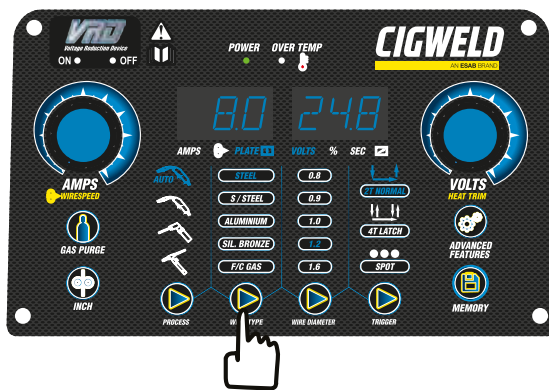 VRD
Voltage Reduction Device
ON OFF
POWER OVER TEMP
CIGWELD
AN ESAB BRAND
8.0 24.8
AMPS PLATE VOLTS % SEC
AMPS
WIRESPEED
VOLTS
HEAT TRIM
AUTO
STEEL 0.8 2T NORMAL
S / STEEL 0.9
ALUMINIUM 1.0 4T LATCH
SIL. BRONZE 1.2
F/C GAS 1.6 SPOT
GAS PURGE
INCH
ADVANCED
FEATURES
MEMORY
PROCESS W TYPE WIRE DIAMETER TRIGGER